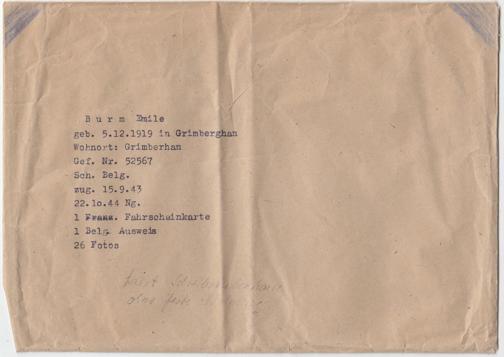 B u r m  Emile
geb. 5.12.1919 in Grimberghan
Wohnort: Grimberhan
Gef. Nr. 52567
Sch. Belg.
zug. 15.9.43
22.10.44 Ng.
1 Franz. Fahrscheinkarte
1 Belg. Ausweis
26 Fotos